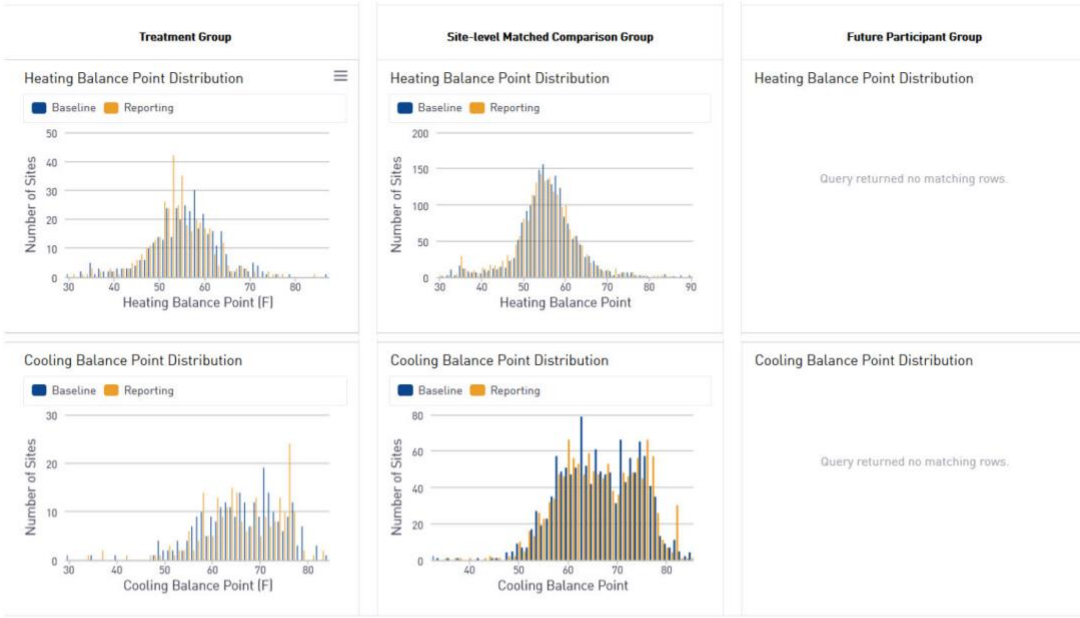 Treatment Group
Site-level Matched Comparison Group
Future Participant Group
Heating Balance Point Distribution
Baseline Reporting
50
40
30
20
10
0
Number of Sites
30 40 50 60 70 80
Heating Balance Point (F)
Heating Balance Point Distribution
Baseline Reporting
200
150
100
50
0
Number of Sites
30 40 50 60 70 80 90
Heating Balance Point
Heating Balance Point Distribution
Query returned no matching rows.
Cooling Balance Point Distribution
Baseline Reporting
30
20
10
0
Number of Sites
30 40 50 60 70 80
Cooling Balance Point (F)
Cooling Balance Point Distribution
Baseline Reporting
80
60
40
20
0
Number of Sites
40 50 60 70 80
Cooling Balance Point
Cooling Balance Point Distribution
Query returned no matching rows.